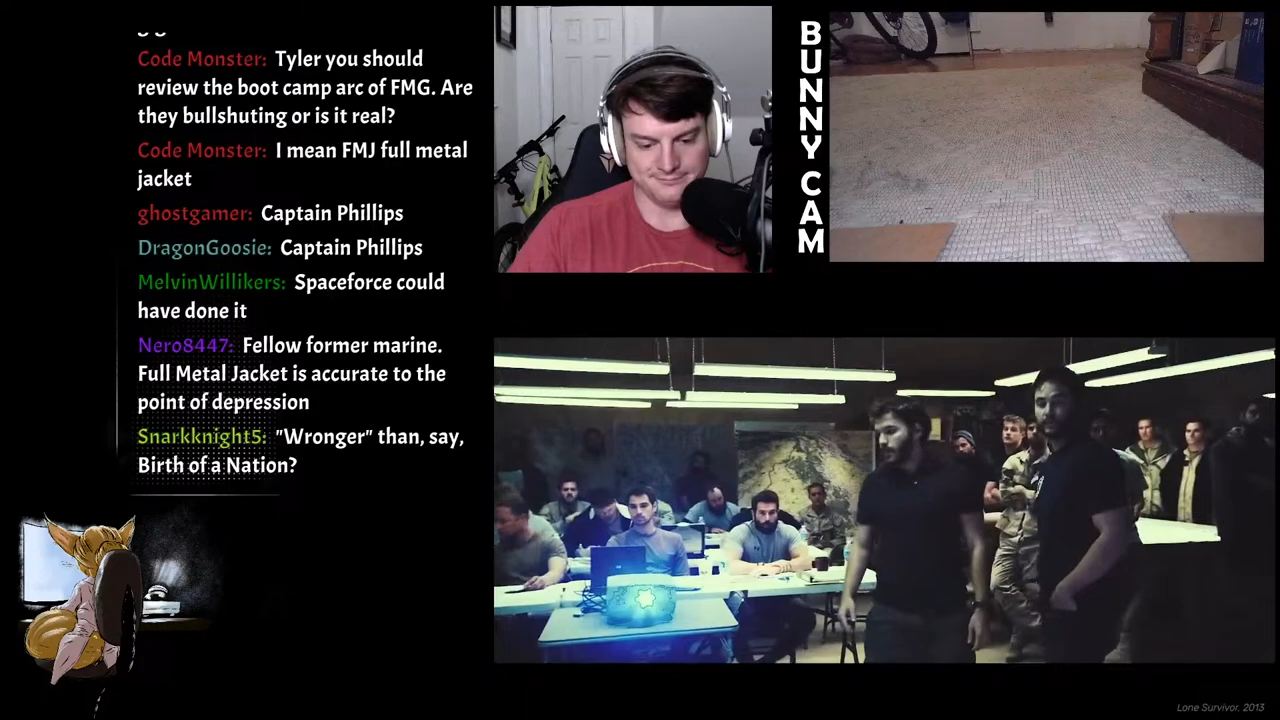 Code Monster: Tyler you should
review the boot camp arc of FMG. Are
they bullshuting or is it real?
Code Monster: I mean FMJ full metal
jacket
ghostgamer: Captain Phillips
DragonGoosie: Captain Phillips
MelvinWillikers: Spaceforce could
have done it
Nero8447: Fellow former marine.
Full Metal Jacket is accurate to the
point of depression
Snarkknight5: "Wronger" than, say,
Birth of a Nation?
BUNNY CAM
Lone Survivor, 2013